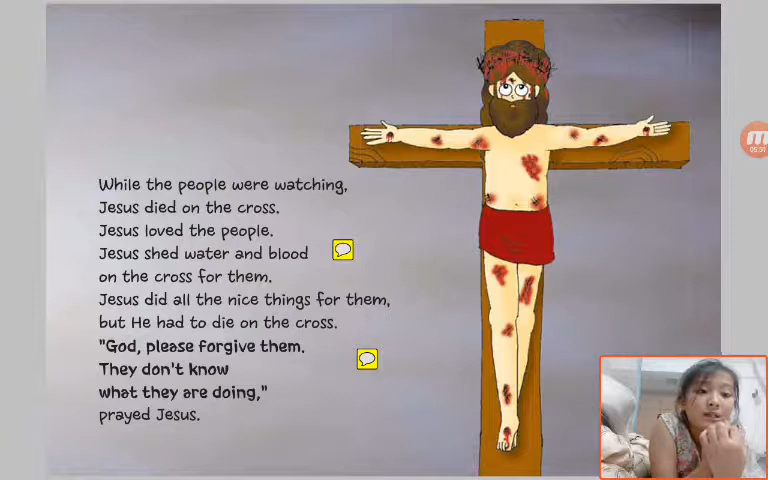 While the people were watching,
Jesus died on the cross.
Jesus loved the people.
Jesus shed water and blood
on the cross for them.
Jesus did all the nice things for them,
but He had to die on the cross.
"God, please forgive them.
They don't know
what they are doing,"
prayed Jesus.
05:51